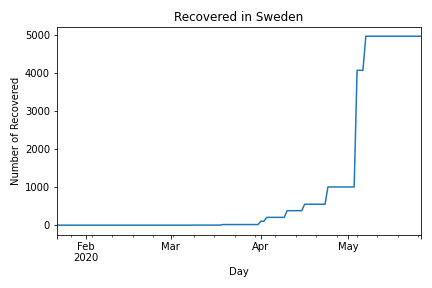 Recovered in Sweden
Number of Recovered
5000
4000
3000
2000
1000
0
Feb
2020
Mar
Apr
May
Day